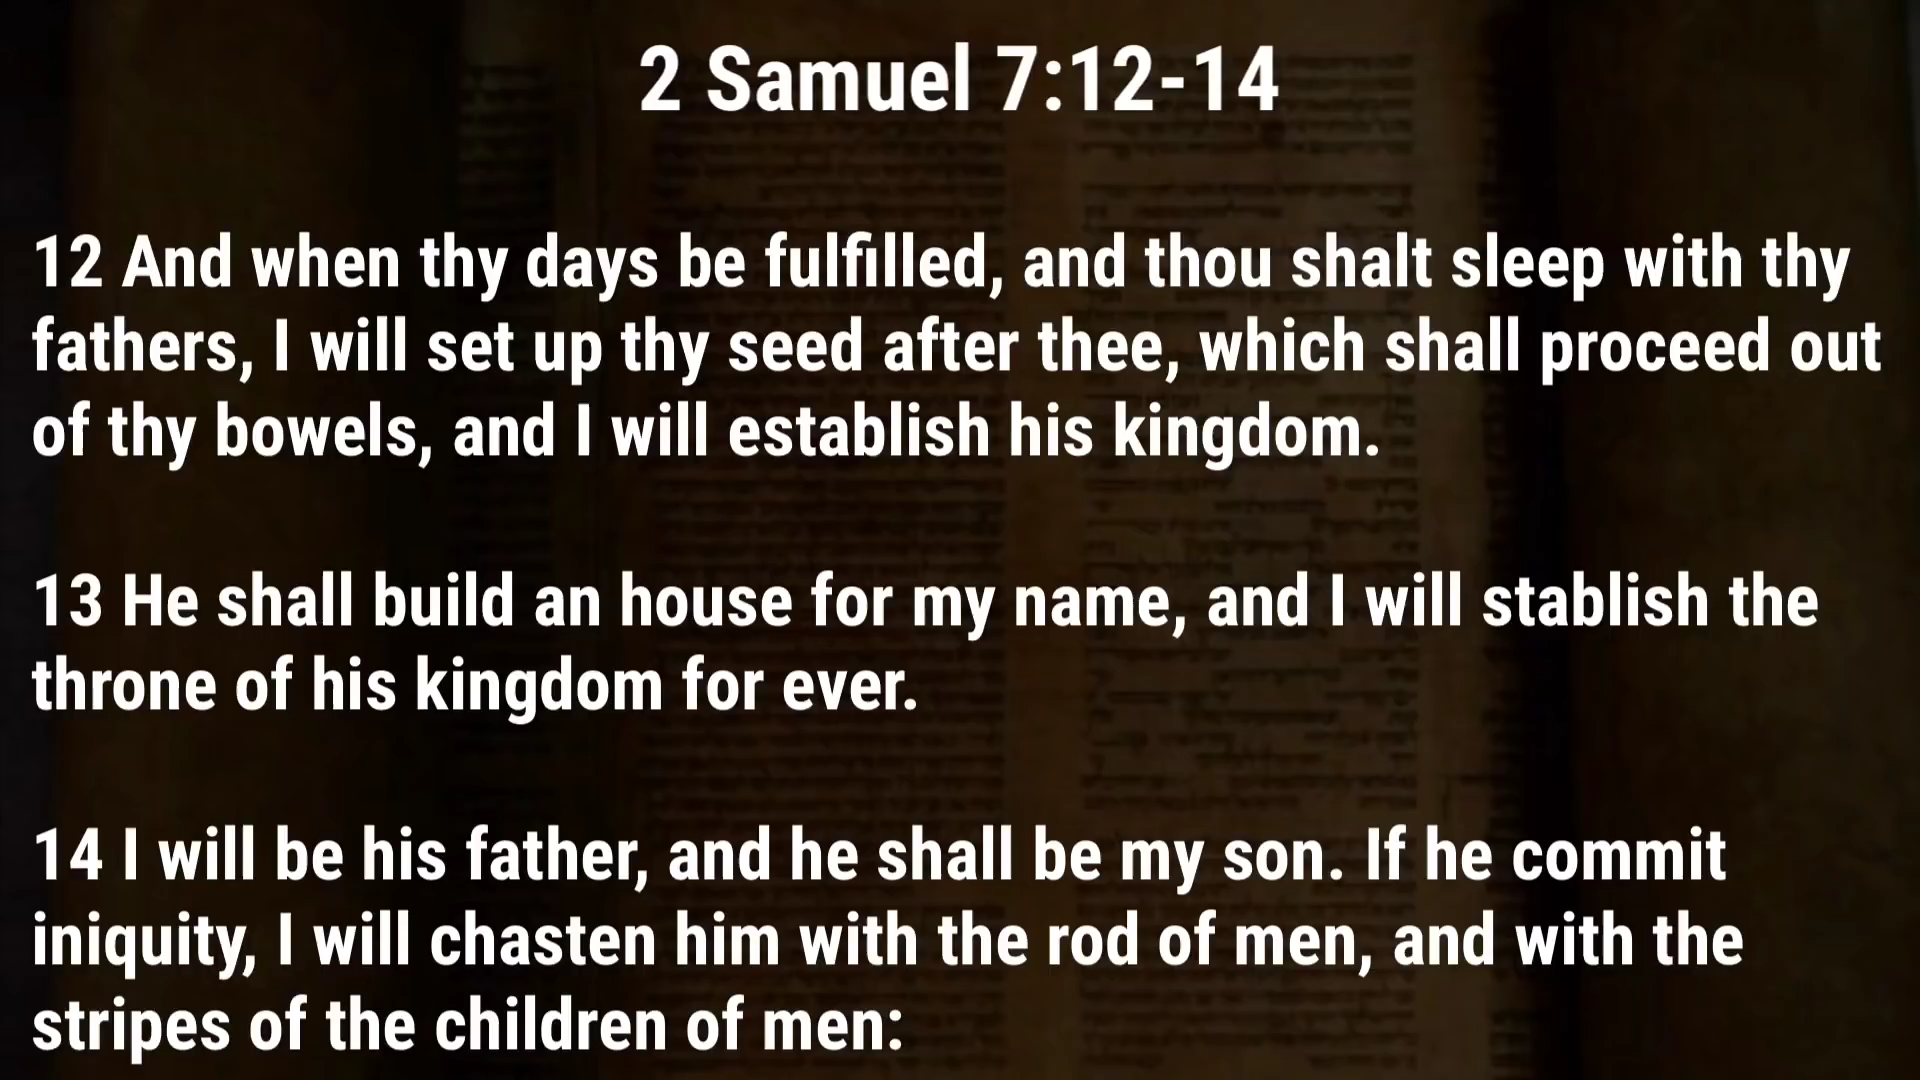 2 Samuel 7:12-14
12 And when thy days be fulfilled, and thou shalt sleep with thy
fathers, I will set up thy seed after thee, which shall proceed out
of thy bowels, and I will establish his kingdom.
13 He shall build an house for my name, and I will stablish the
throne of his kingdom for ever.
14 I will be his father, and he shall be my son. If he commit
iniquity, I will chasten him with the rod of men, and with the
stripes of the children of men: